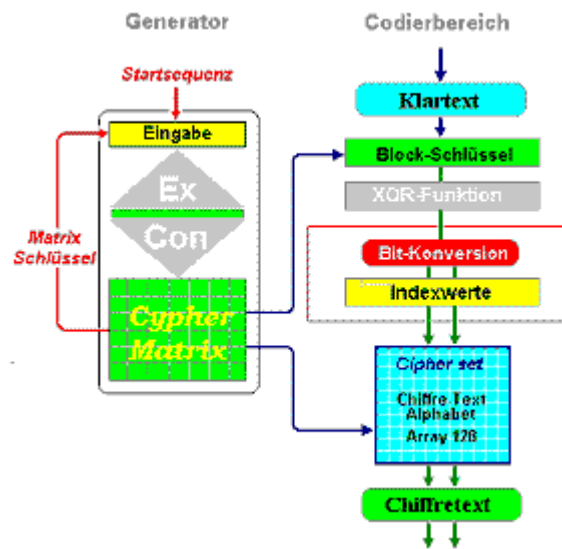 Generator
Codierbereich
Startsequenz
Klartext
Eingabe
Block-Schlüssel
Ex
XOR-Funktion
Con
Matrix
Schlüssel
Bit-Konversion
Indexwerte
Cypher
Matrix
Cipher set
Chiffre Text
Alphabet
Array 128
Chiffretext